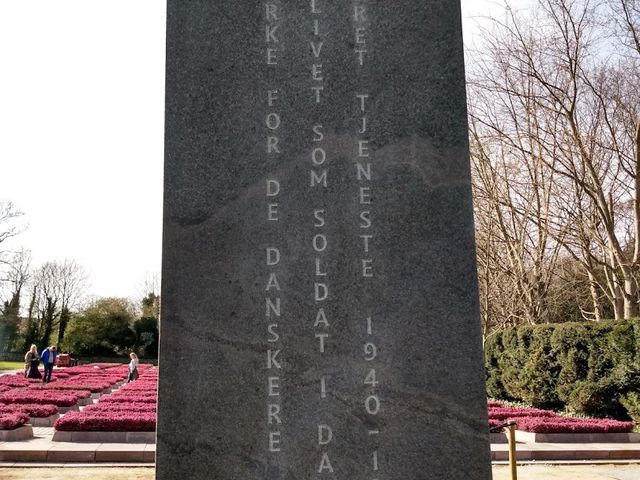 RKE FOR DE DANSKERE
LIVET SOM SOLDAT I DA
RET TJENESTE 1940-1